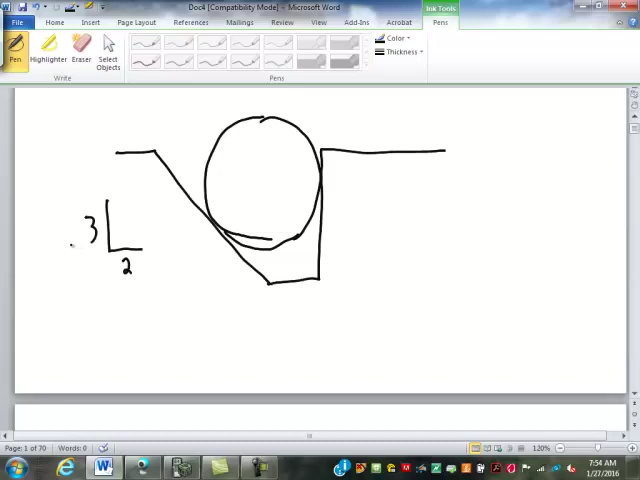 Doc4 [Compatibility Mode] - Microsoft Word
Ink Tools
File Home Insert Page Layout References Mailings Review View Add-Ins Acrobat Pens
Pen Highlighter Eraser Select Objects
Color
Thickness
Write
Pens
3
2
Page: 1 of 70 Words: 0
120%
7:54 AM
1/27/2016